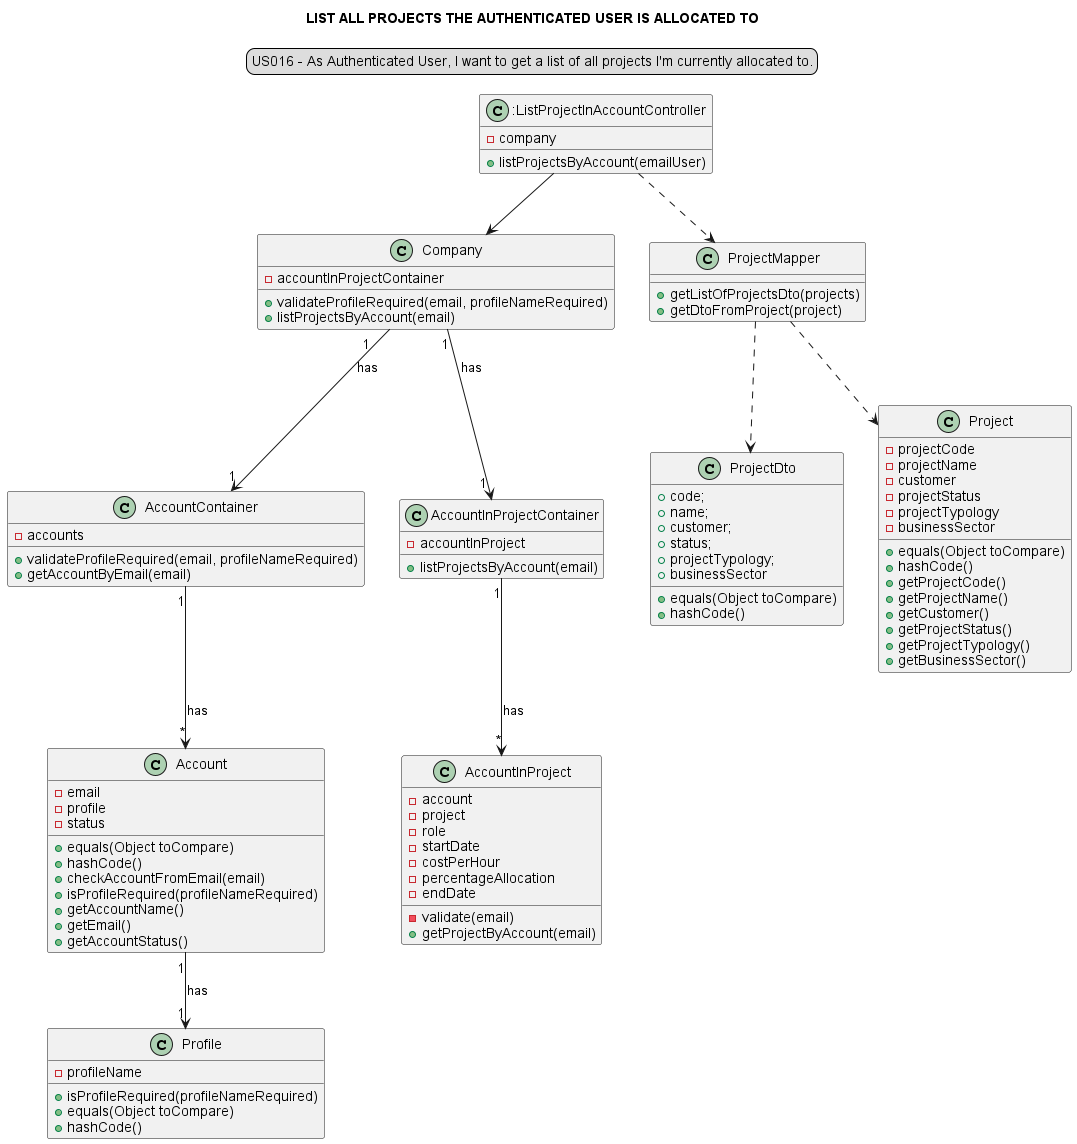 LIST ALL PROJECTS THE AUTHENTICATED USER IS ALLOCATED TO
US016 - As Authenticated User, I want to get a list of all projects I'm currently allocated to.
C :ListProjectInAccountController
company
listProjectsByAccount(emailUser)
C Company
accountInProjectContainer
validateProfileRequired(email, profileNameRequired)
listProjectsByAccount(email)
C ProjectMapper
getListOfProjectsDto(projects)
getDtoFromProject(project)
1
has
1
1
has
1
C AccountContainer
accounts
validateProfileRequired(email, profileNameRequired)
getAccountByEmail(email)
C AccountInProjectContainer
accountInProject
listProjectsByAccount(email)
C ProjectDto
code;
name;
customer;
status;
projectTypology;
businessSector
equals(Object toCompare)
hashCode()
C Project
projectCode
projectName
customer
projectStatus
projectTypology
businessSector
equals(Object toCompare)
hashCode()
getProjectCode()
getProjectName()
getCustomer()
getProjectStatus()
getProjectTypology()
getBusinessSector()
1
has
*
1
has
*
C Account
email
profile
status
equals(Object toCompare)
hashCode()
checkAccountFromEmail(email)
isProfileRequired(profileNameRequired)
getAccountName()
getEmail()
getAccountStatus()
C AccountInProject
account
project
role
startDate
costPerHour
percentageAllocation
endDate
validate(email)
getProjectByAccount(email)
1
has
1
C Profile
profileName
isProfileRequired(profileNameRequired)
equals(Object toCompare)
hashCode()